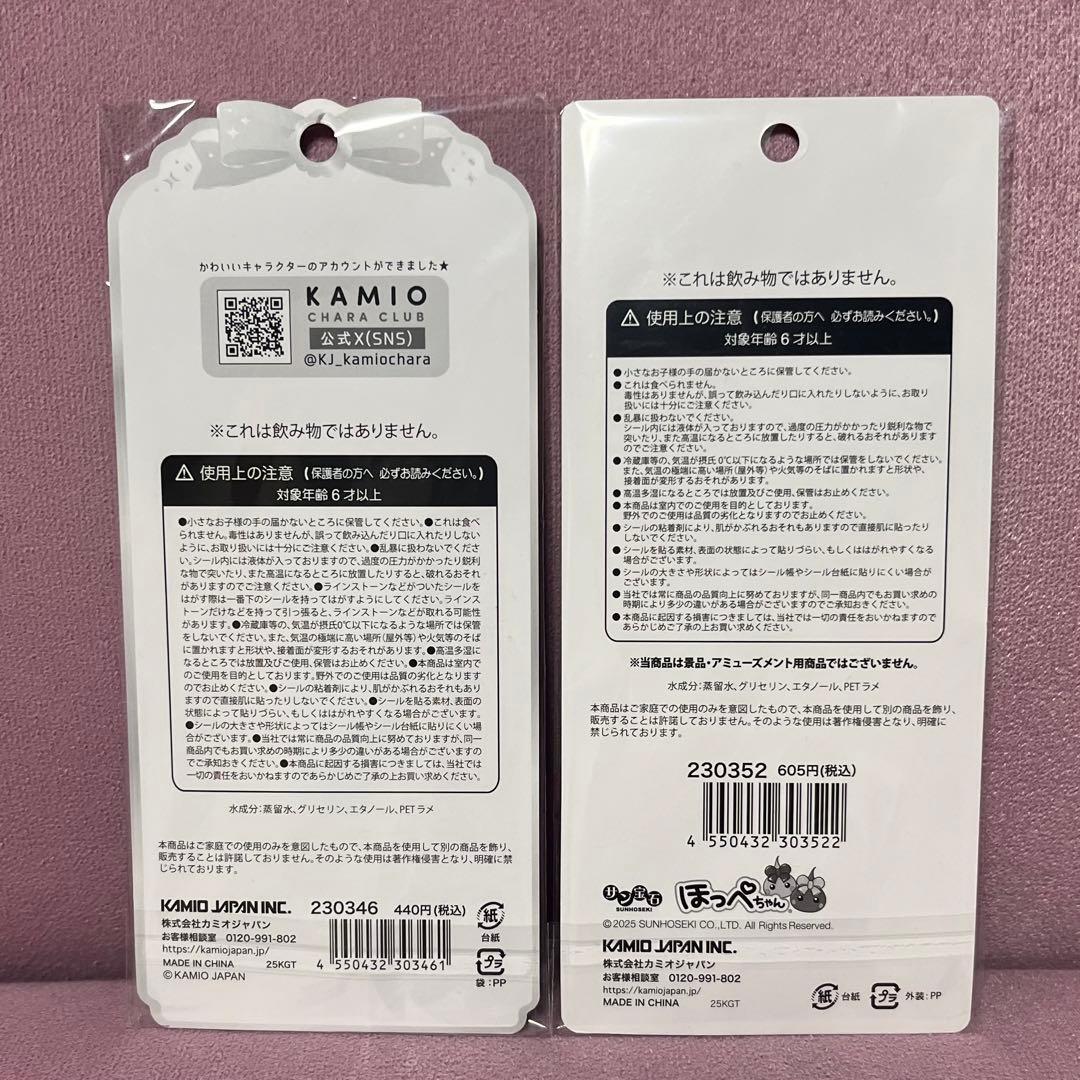 かわいいキャラクターのアカウントができました★
KAMIO
CHARA CLUB
公式X(SNS)
@KJ_kamiochara
※これは飲み物ではありません。
⚠ 使用上の注意 (保護者の方へ 必ずお読みください。)
対象年齢6才以上
●小さなお子様の手の届かないところに保管してください。●これは食べ
られません。毒性はありませんが、誤って飲み込んだり口に入れたりしない
ように、お取り扱いには十分にご注意ください。●乱暴に扱わないでくださ
い。シール内には液体が入っておりますので、過度の圧力がかかったり鋭利
な物で突いたり、また高温になるところに放置したりすると、破れるおそれ
がありますのでご注意ください。●ラインストーンなどがついたシールを
はがす際は一番下のシールを持ってはがすようにしてください。ラインス
トーンだけなどを持って引っ張ると、ラインストーンなどが取れる可能性
があります。●冷蔵庫等の、気温が摂氏0℃以下になるような場所では保管
をしないでください。また、気温の極端に高い場所(屋外等)や火気等のそば
に置かれますと形状や、接着面が変形するおそれがあります。●高温多湿に
なるところでは放置及びご使用、保管はお止めください。●本商品は室内で
のご使用を目的としております。野外でのご使用は品質の劣化となります
のでお止めください。●シールの粘着剤により、肌がかぶれるおそれもあり
ますので直接肌に貼ったりしないでください。●シールを貼る素材、表面の
状態によって貼りづらい、もしくははがれやすくなる場合がございます。
●シールの大きさや形状によってはシール帳やシール台紙に貼りにくい場
合がございます。●当社では常に商品の品質向上に努めておりますが、同一
商品内でもお買い求めの時期により多少の違いがある場合がございますの
でご承知おきください。●本商品に起因する損害につきましては、当社では
一切の責任をおいかねますのであらかじめご了承の上お買い求めください。
水成分:蒸留水、グリセリン、エタノール、PETラメ
本商品はご家庭での使用のみを意図したもので、本商品を使用して別の商品を飾り、
販売することは許諾しておりません。そのような使用は著作権侵害となり、明確に禁
じられております。
KAMIO JAPAN INC.
230346 440円(税込)
株式会社カミオジャパン
お客様相談室 0120-991-802
https://kamiojapan.jp/
MADE IN CHINA 25KGT
©KAMIO JAPAN
4 550432 303461
紙
台紙
プラ
袋:PP
※これは飲み物ではありません。
⚠ 使用上の注意 (保護者の方へ 必ずお読みください。)
対象年齢6才以上
●小さなお子様の手の届かないところに保管してください。
●これは食べられません。
毒性はありませんが、誤って飲み込んだり口に入れたりしないように、お取り
扱いには十分にご注意ください。
●乱暴に扱わないでください。
シール内には液体が入っておりますので、過度の圧力がかかったり鋭利な物で
突いたり、また高温になるところに放置したりすると、破れるおそれがあります
のでご注意ください。
●冷蔵庫等の、気温が摂氏0℃以下になるような場所では保管をしないでください。
また、気温の極端に高い場所(屋外等)や火気等のそばに置かれますと形状や、
接着面が変形するおそれがあります。
●高温多湿になるところでは放置及びご使用、保管はお止めください。
●本商品は室内でのご使用を目的としております。
野外でのご使用は品質の劣化となりますのでお止めください。
●シールの粘着剤により、肌がかぶれるおそれもありますので直接肌に貼ったり
しないでください。
●シールを貼る素材、表面の状態によって貼りづらい、もしくははがれやすくなる
場合がございます。
●シールの大きさや形状によってはシール帳やシール台紙に貼りにくい場合が
ございます。
●当社では常に商品の品質向上に努めておりますが、同一商品内でもお買い求め
の時期により多少の違いがある場合がございますのでご承知おきください。
●本商品に起因する損害につきましては、当社では一切の責任をおいかねますので
あらかじめご了承の上お買い求めください。
※当商品は景品・アミューズメント用商品ではございません。
水成分:蒸留水、グリセリン、エタノール、PETラメ
本商品はご家庭での使用のみを意図したもので、本商品を使用して別の商品を飾り、
販売することは許諾しておりません。そのような使用は著作権侵害となり、明確に
禁じられております。
230352 605円(税込)
4 550432 303522
サン宝石
SUNHOSEKI
ほっぺちゃん®
©2025 SUNHOSEKI CO.,LTD. All Rights Reserved.
KAMIO JAPAN INC.
株式会社カミオジャパン
お客様相談室 0120-991-802
https://kamiojapan.jp/
MADE IN CHINA 25KGT
紙 台紙 プラ 外装:PP